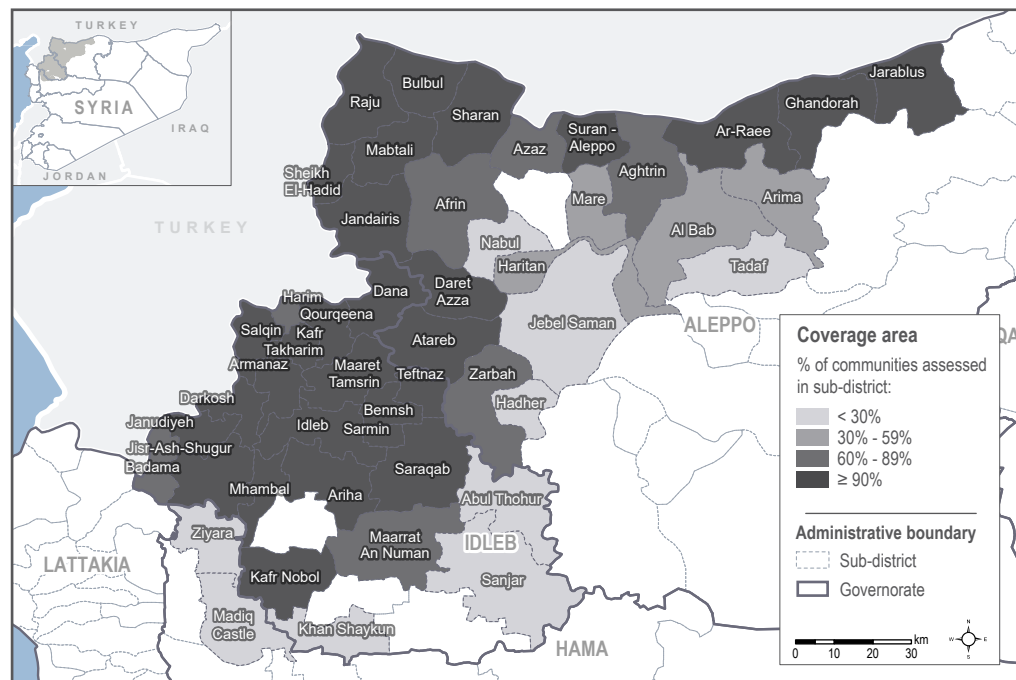 TURKEY
SYRIA
IRAQ
JORDAN
TURKEY
Jarablus
Ghandorah
Bulbul
Raju
Sharan
Ar-Raee
Suran -
Aleppo
Azaz
Mabtali
Aghtrin
Sheikh
El-Hadid
Afrin
Mare
Arima
Jandairis
Al Bab
Nabul
Haritan
Tadaf
Dana
Daret
Azza
Harim
Qourqeena
Jebel Saman
ALEPPO
Salqin
Kafr
Takharim
Atareb
Armanaz
Maaret
Tamsrin
Teftnaz
Zarbah
Darkosh
Hadher
Bennsh
Janudiyeh
Idleb
Sarmin
Jisr-Ash-Shugur
Badama
Saraqab
Mhambal
Ariha
Abul Thohur
Ziyara
Maarrat
An Numan
IDLEB
LATTAKIA
Kafr Nobol
Sanjar
Madiq
Castle
Khan Shaykun
HAMA
QA
Coverage area
% of communities assessed
in sub-district:
< 30%
30% - 59%
60% - 89%
≥ 90%
Administrative boundary
Sub-district
Governorate
km
0 5 10 20 30
N
W E
S